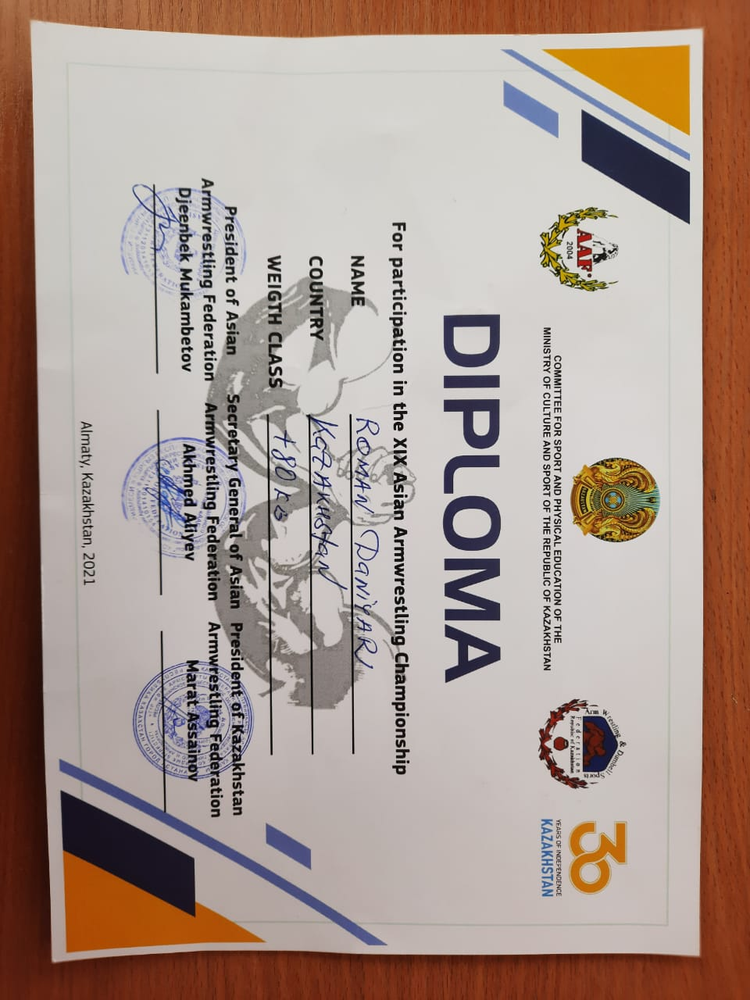 AAF
2004
COMMITTEE FOR SPORT AND PHYSICAL EDUCATION OF THE
MINISTRY OF CULTURE AND SPORT OF THE REPUBLIC OF KAZAKHSTAN
Arm Wrestling & Dumbell Sports
Federation
Republic of Kazakhstan
30
YEARS OF INDEPENDENCE
KAZAKHSTAN
DIPLOMA
For participation in the XIX Asian Armwrestling Championship
NAME ROMAN DANIYAR
COUNTRY KAZAKHSTAN
WEIGTH CLASS +80 KG
President of Asian
Armwrestling Federation
Djeenbek Mukambetov
Secretary General of Asian
Armwrestling Federation
Akhmed Aliyev
President of Kazakhstan
Armwrestling Federation
Marat Assainov
Almaty, Kazakhstan, 2021